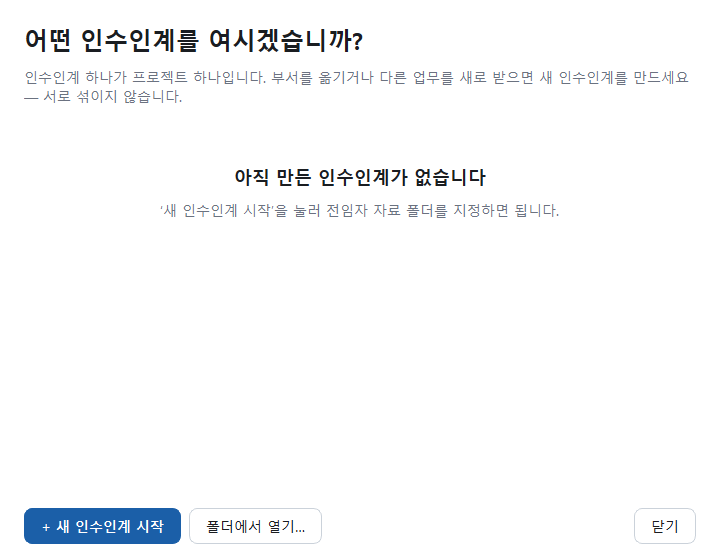 어떤 인수인계를 여시겠습니까?
인수인계 하나가 프로젝트 하나입니다. 부서를 옮기거나 다른 업무를 새로 받으면 새 인수인계를 만드세요
— 서로 섞이지 않습니다.
아직 만든 인수인계가 없습니다
'새 인수인계 시작'을 눌러 전임자 자료 폴더를 지정하면 됩니다.
+ 새 인수인계 시작
폴더에서 열기...
닫기